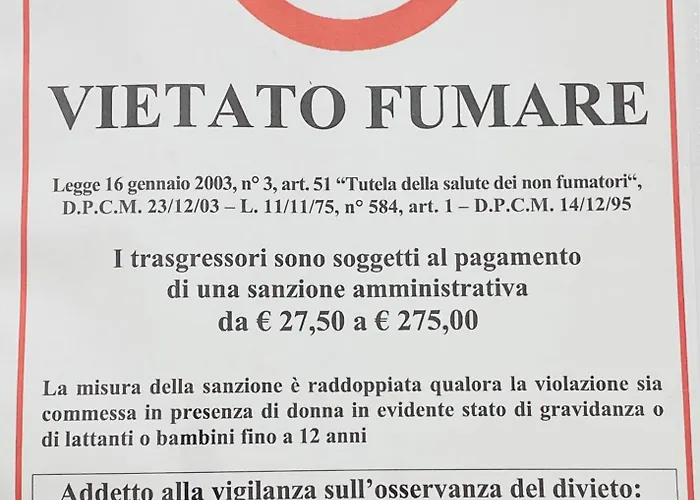 VIETATO FUMARE
Legge 16 gennaio 2003, n° 3, art. 51 “Tutela della salute dei non fumatori“,
D.P.C.M. 23/12/03 – L. 11/11/75, n° 584, art. 1 – D.P.C.M. 14/12/95
I trasgressori sono soggetti al pagamento
di una sanzione amministrativa
da € 27,50 a € 275,00
La misura della sanzione è raddoppiata qualora la violazione sia
commessa in presenza di donna in evidente stato di gravidanza o
di lattanti o bambini fino a 12 anni
Addetto alla vigilanza sull’osservanza del divieto: